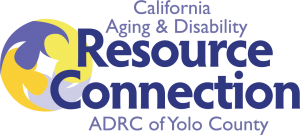 California
Aging & Disability
Resource
Connection
ADRC of Yolo County